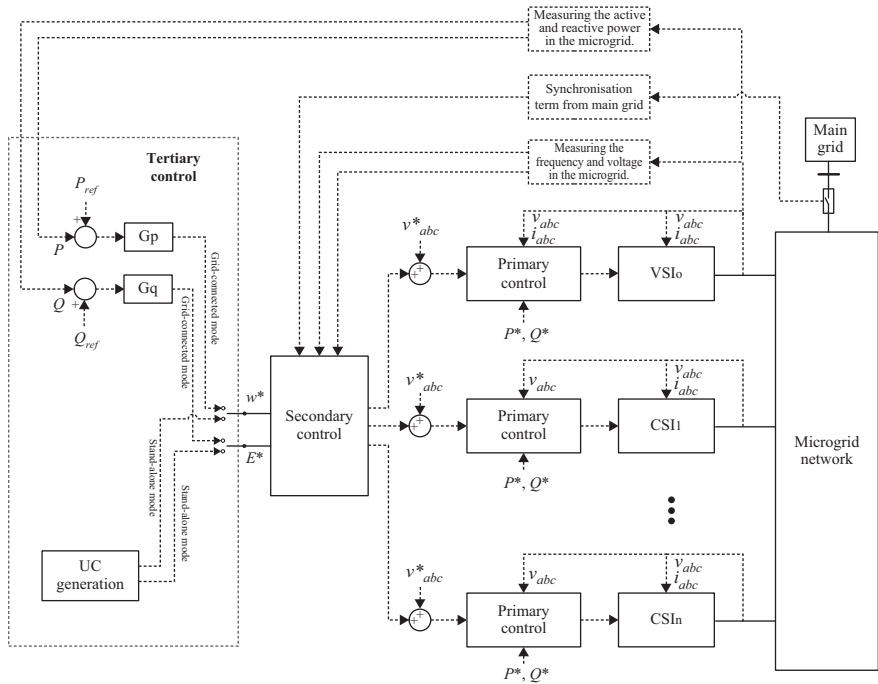 Measuring the active
and reactive power
in the microgrid.
Synchronisation
term from main grid
Measuring the
frequency and voltage
in the microgrid.
Main
grid
Tertiary
control
Pref
+
P
Gp
Q
+
Qref
Gq
Grid-connected mode
Grid-connected mode
Stand-alone mode
Stand-alone mode
UC
generation
w*
E*
Secondary
control
v*abc
+
+
vabc
iabc
Primary
control
P*, Q*
vabc
iabc
VSIo
v*abc
+
+
vabc
Primary
control
P*, Q*
vabc
iabc
CSI1
v*abc
+
+
vabc
Primary
control
P*, Q*
vabc
iabc
CSIn
Microgrid
network